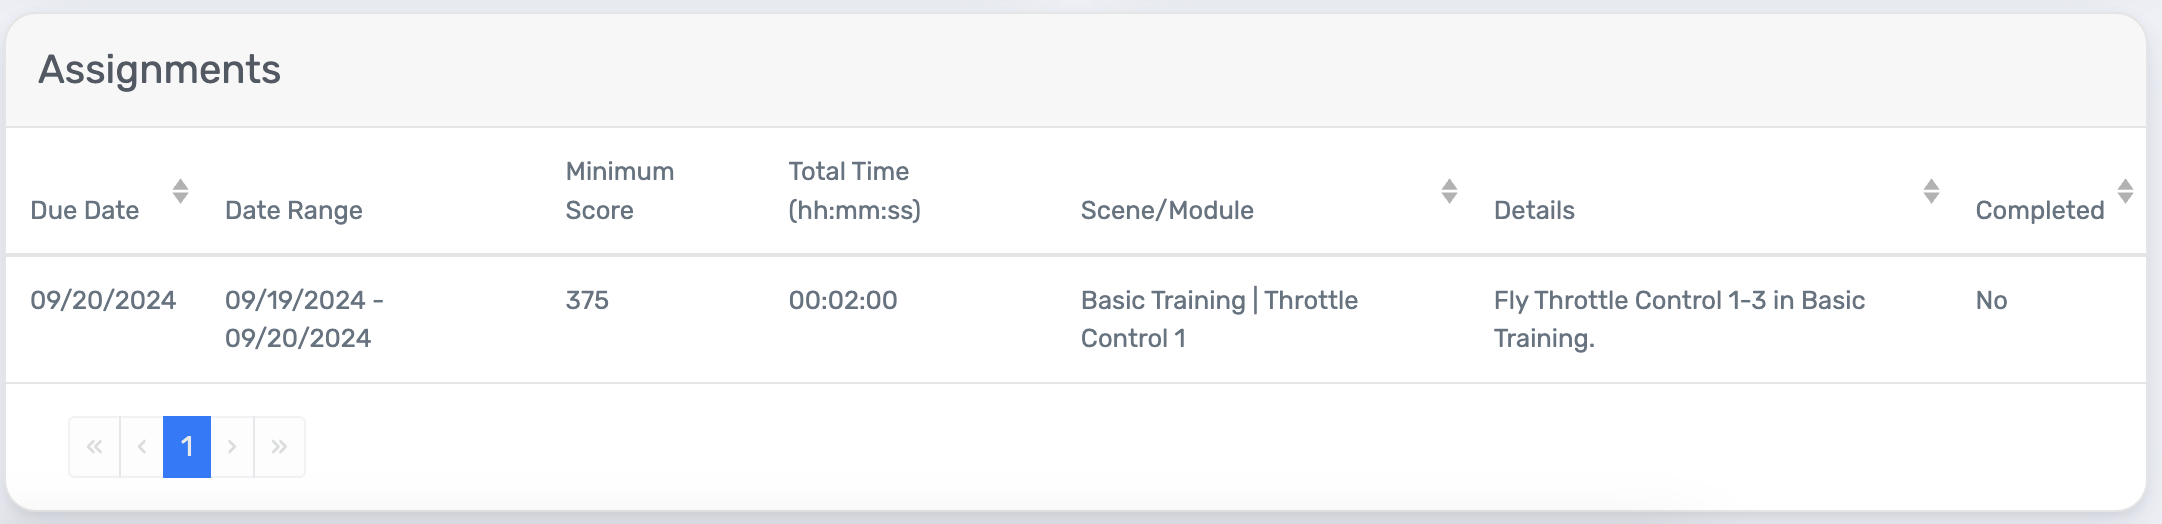 Assignments
Due Date
Date Range
Minimum
Score
Total Time
(hh:mm:ss)
Scene/Module
Details
Completed
09/20/2024
09/19/2024 -
09/20/2024
375
00:02:00
Basic Training | Throttle
Control 1
Fly Throttle Control 1-3 in Basic
Training.
No
« ‹ 1 › »